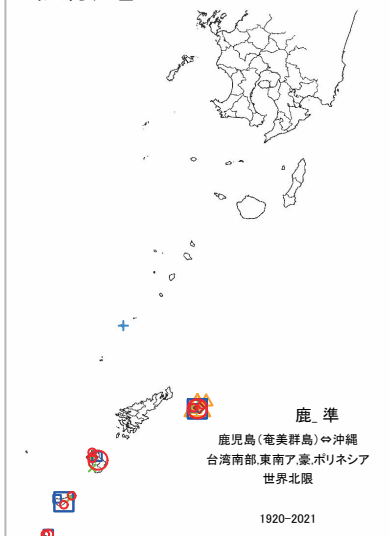 鹿_準
鹿児島(奄美群島)⇔沖縄
台湾南部,東南ア,豪,ポリネシア
世界北限
1920-2021